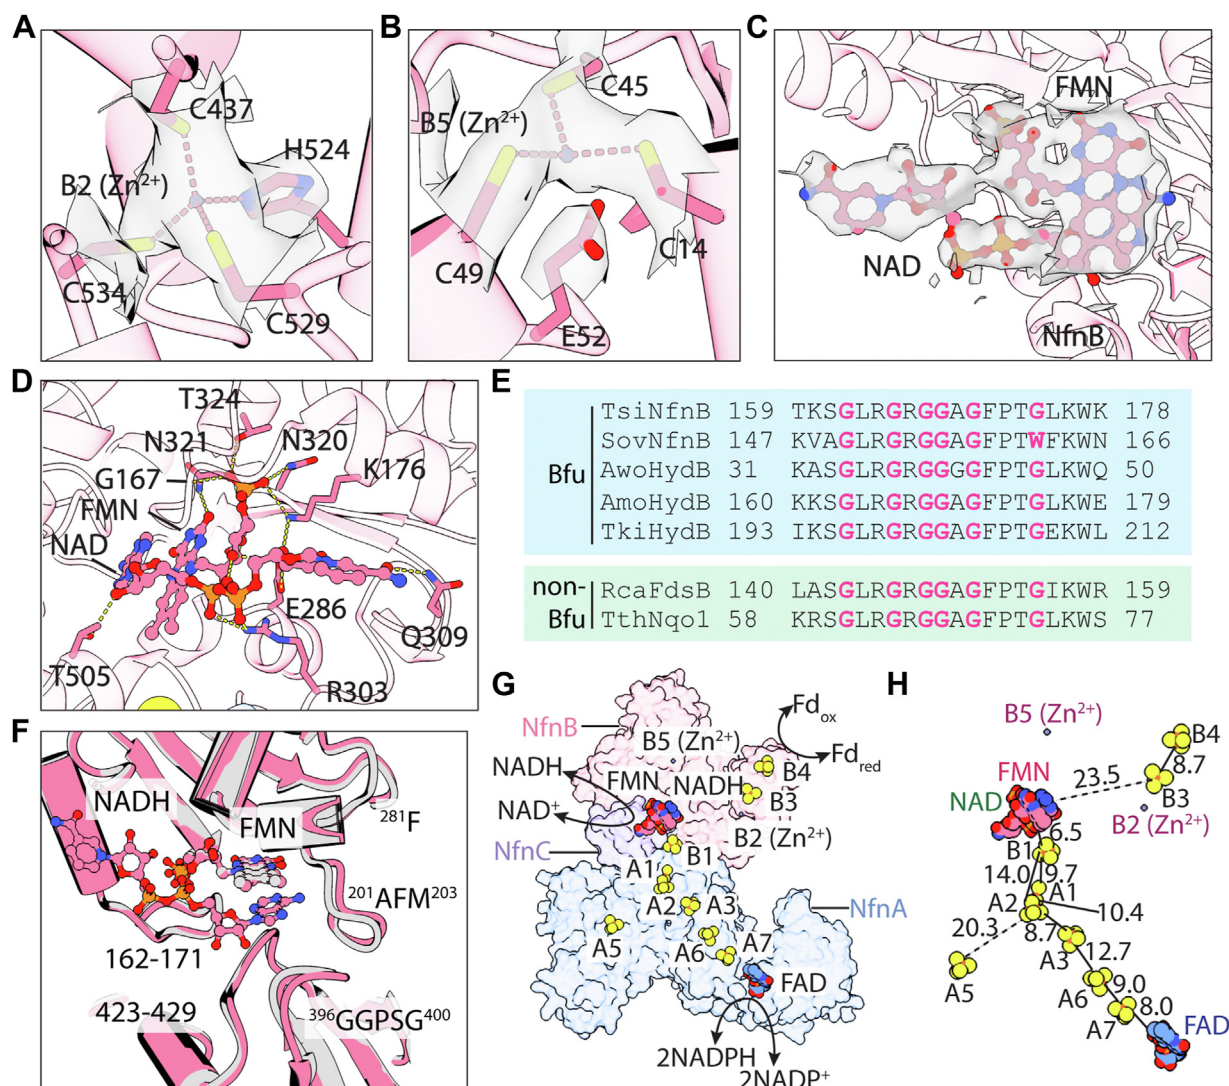 A
C437
H524
B2 (Zn²⁺)
C534
C529
B
C45
B5 (Zn²⁺)
C49
C14
E52
C
FMN
NAD
NfnB
D
T324
N321
N320
G167
K176
FMN
NAD
E286
Q309
T505
R303
E
Bfu
TsiNfnB 159 TKSGLRGRGGAGFPTGLKWK 178
SovNfnB 147 KVAGLRGRGGAGFPTWFKWN 166
AwoHydB 31 KASGLRGRGGGGFPTGLKWQ 50
AmoHydB 160 KKSGLRGRGGAGFPTGLKWE 179
TkiHydB 193 IKSGLRGRGGAGFPTGEKWL 212
non-
Bfu
RcaFdsB 140 LASGLRGRGGAGFPTGIKWR 159
TthNqo1 58 KRSGLRGRGGAGFPTGLKWS 77
F
NADH
FMN
²⁸¹F
²⁰¹AFM²⁰³
162-171
423-429
³⁹⁶GGPSG⁴⁰⁰
G
NfnB
Fdox
B5 (Zn²⁺)
Fdred
NADH
FMN
NADH
B4
B3
NAD⁺
B2 (Zn²⁺)
NfnC
B1
A1
A2
A3
NfnA
A5
A6
A7
FAD
2NADPH
2NADP⁺
H
B5 (Zn²⁺)
B4
8.7
FMN
23.5
NAD
B3
B2 (Zn²⁺)
6.5
B1
14.0
9.7
A1
A2
10.4
20.3
8.7
A3
12.7
A5
A6
9.0
A7
8.0
FAD